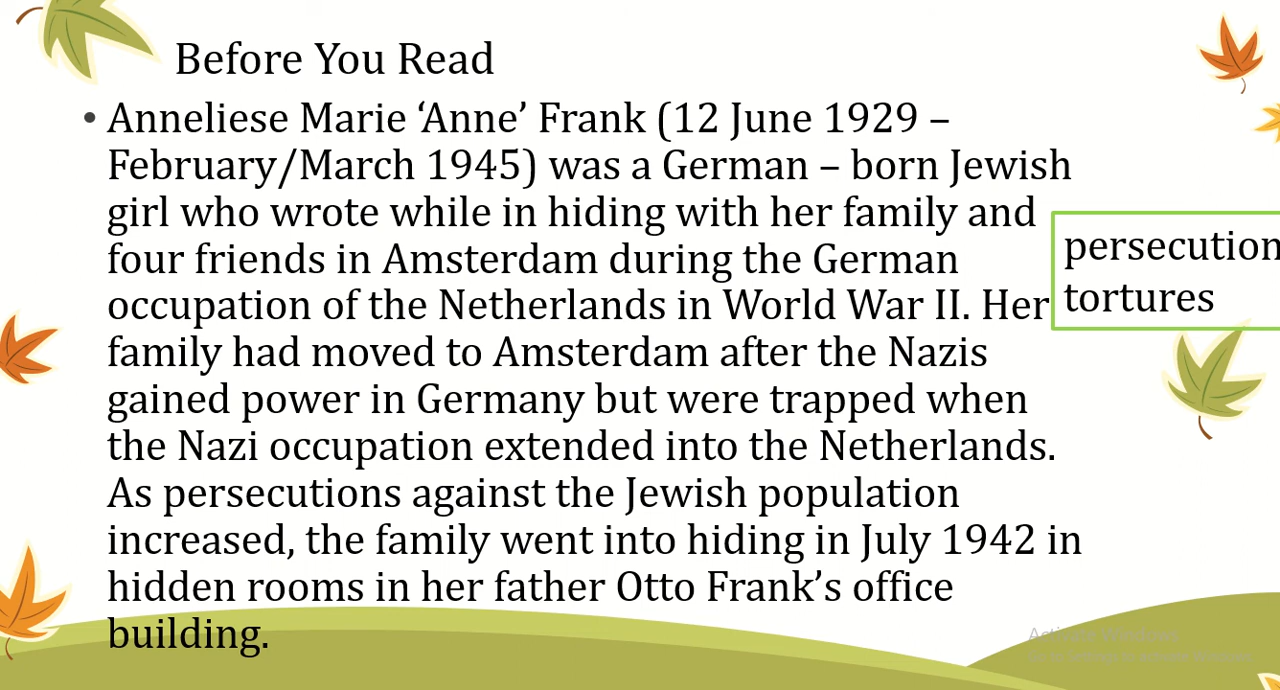 Before You Read
• Anneliese Marie ‘Anne’ Frank (12 June 1929 –
February/March 1945) was a German – born Jewish
girl who wrote while in hiding with her family and
four friends in Amsterdam during the German
occupation of the Netherlands in World War II. Her
family had moved to Amsterdam after the Nazis
gained power in Germany but were trapped when
the Nazi occupation extended into the Netherlands.
As persecutions against the Jewish population
increased, the family went into hiding in July 1942 in
hidden rooms in her father Otto Frank’s office
building.
persecution
tortures
Activate Windows